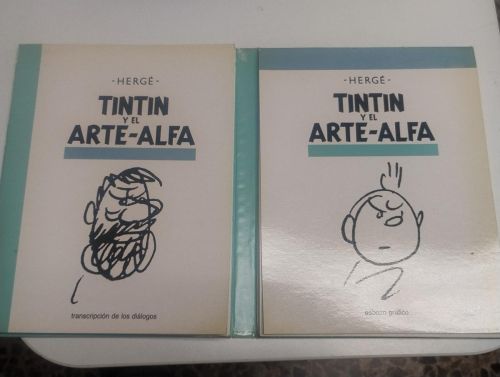 -HERGÉ-
TINTIN
Y EL
ARTE-ALFA
transcripción de los diálogos
-HERGÉ-
TINTIN
Y EL
ARTE-ALFA
esbozo gráfico